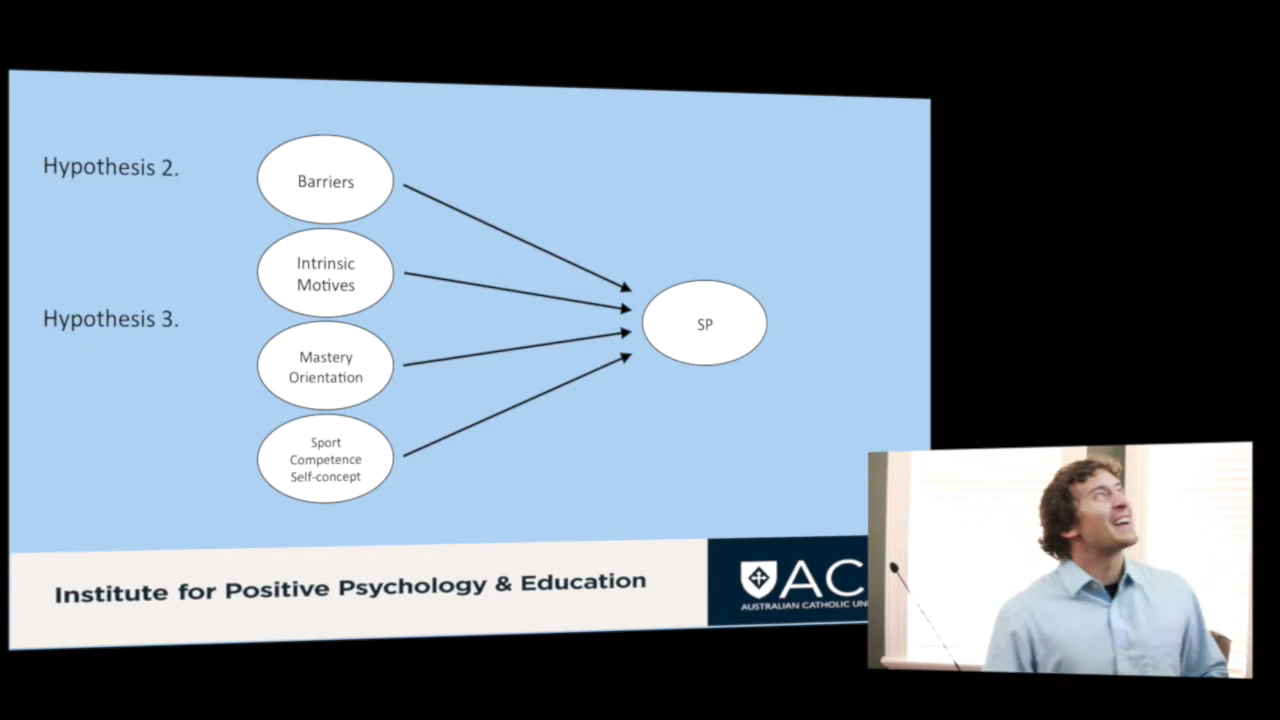 Hypothesis 2.
Barriers
Intrinsic
Motives
Hypothesis 3.
Mastery
Orientation
Sport
Competence
Self-concept
SP
Institute for Positive Psychology & Education
AC
AUSTRALIAN CATHOLIC UN